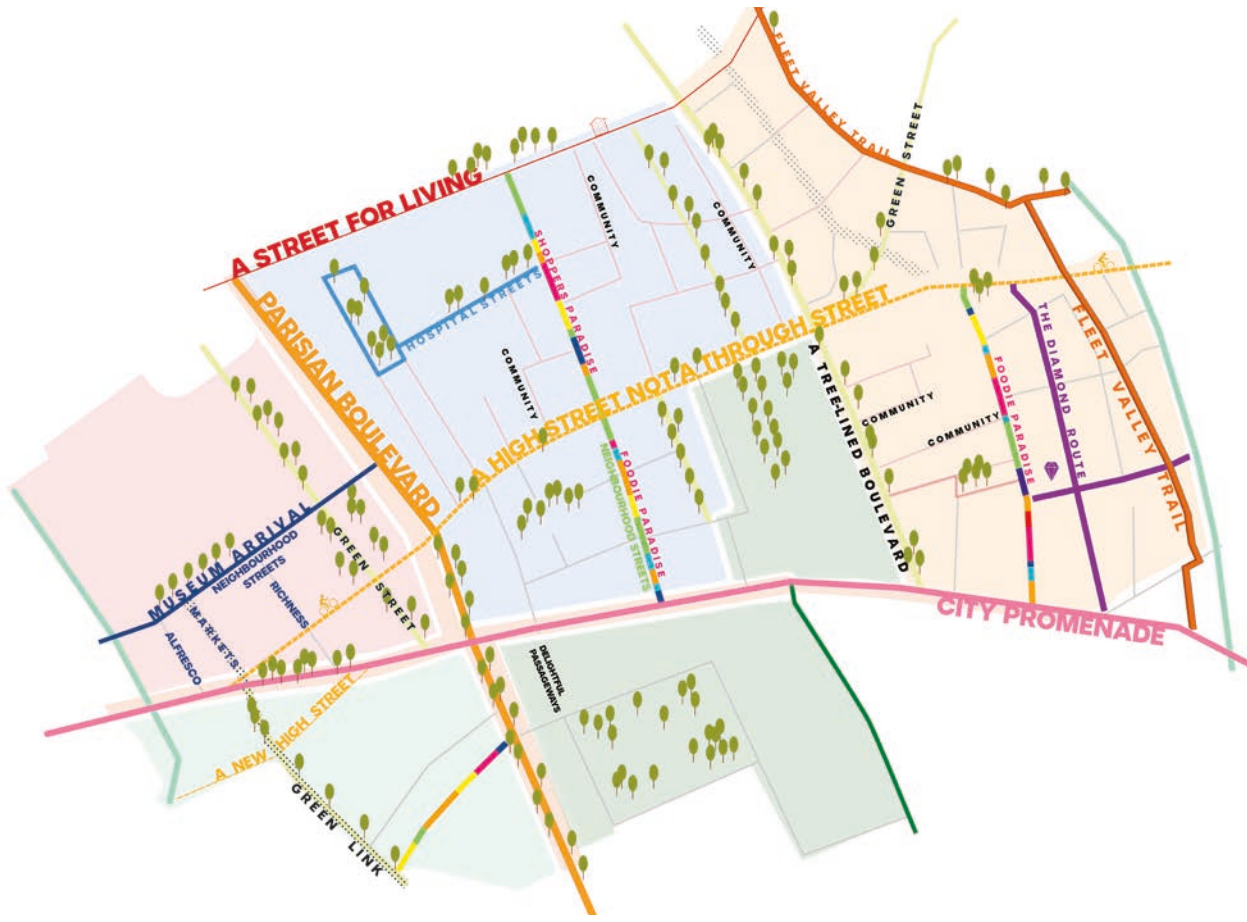 FLEET VALLEY TRAIL
GREEN STREET
A STREET FOR LIVING
COMMUNITY
COMMUNITY
SHOPPERS PARADISE
HOSPITAL STREETS
PARISIAN BOULEVARD
A HIGH STREET NOT A THROUGH STREET
COMMUNITY
A TREE-LINED BOULEVARD
COMMUNITY
COMMUNITY
FOODIE PARADISE
THE DIAMOND ROUTE
FLEET VALLEY TRAIL
FOODIE PARADISE
NEIGHBOURHOOD STREETS
MUSEUM ARRIVAL
NEIGHBOURHOOD
STREETS
GREEN STREET
RICHNESS
MARKETS
ALFRESCO
CITY PROMENADE
DELIGHTFUL
PASSAGEWAYS
A NEW HIGH STREET
GREEN LINK